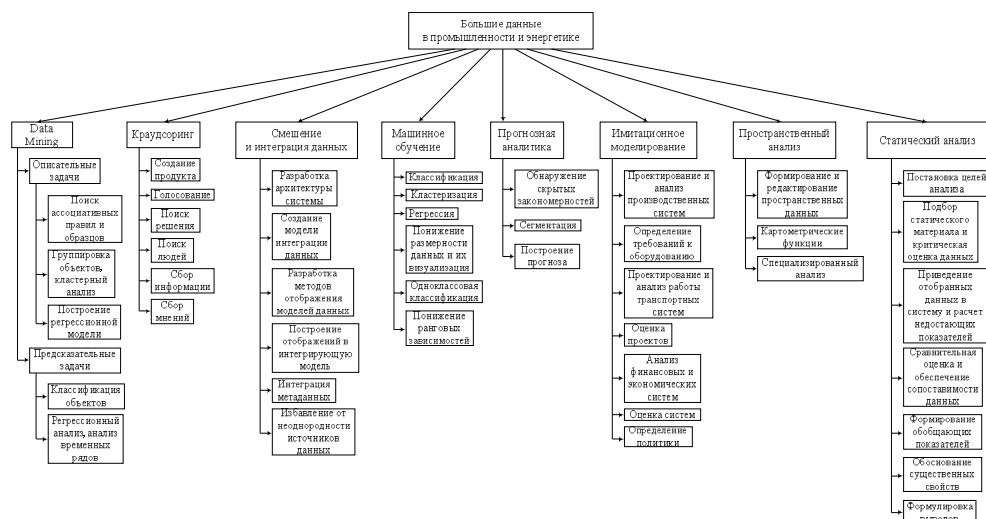 Большие данные
в промышленности и энергетике
Data
Mining
Описательные
задачи
Поиск
ассоциативных
правил и
образцов
Группировка
объектов,
кластерный
анализ
Построение
регрессионной
модели
Предсказательные
задачи
Классификация
объектов
Регрессионный
анализ, анализ
временных
рядов
Краудсоринг
Создание
продукта
Голосование
Поиск
решения
Поиск
людей
Сбор
информации
Сбор
мнений
Смешение
и интеграция данных
Разработка
архитектуры
системы
Создание
модели
интеграции
данных
Разработка
методов
отображения
моделей данных
Построение
отображений в
интегрирующую
модель
Интеграция
метаданных
Избавление от
неоднородности
источников
данных
Машинное
обучение
Классификация
Кластеризация
Регрессия
Понижение
размерности
данных и их
визуализация
Одноклассовая
классификация
Понижение
ранговых
зависимостей
Прогнозная
аналитика
Обнаружение
скрытых
закономерностей
Сегментация
Построение
прогноза
Имитационное
моделирование
Проектирование и
анализ
производственных
систем
Определение
требований к
оборудованию
Проектирование и
анализ работы
транспортных
систем
Оценка
проектов
Анализ
финансовых и
экономических
систем
Оценка систем
Определение
политики
Пространственный
анализ
Формирование и
редактирование
пространственных
данных
Картометрические
функции
Специализированный
анализ
Статический анализ
Постановка целей
анализа
Подбор
статического
материала и
критическая
оценка данных
Приведение
отобранных
данных в
систему и расчет
недостающих
показателей
Сравнительная
оценка и
обеспечение
сопоставимости
данных
Формирование
обобщающих
показателей
Обоснование
существенных
свойств
Формулировка